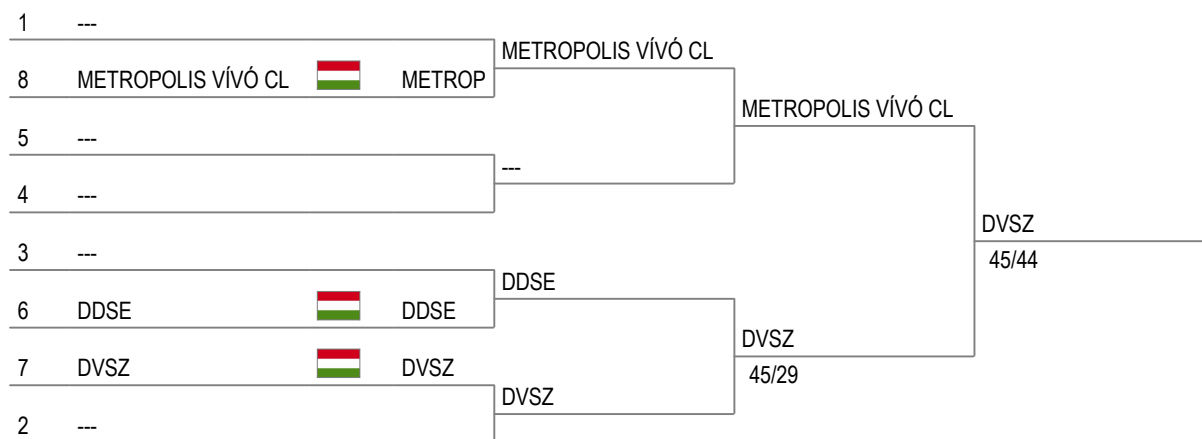 1 ---
METROPOLIS VÍVÓ CL
8 METROPOLIS VÍVÓ CL METROP
METROPOLIS VÍVÓ CL
5 ---
---
4 ---
DVSZ
45/44
3 ---
DDSE
6 DDSE DDSE
DVSZ
45/29
7 DVSZ DVSZ
DVSZ
2 ---